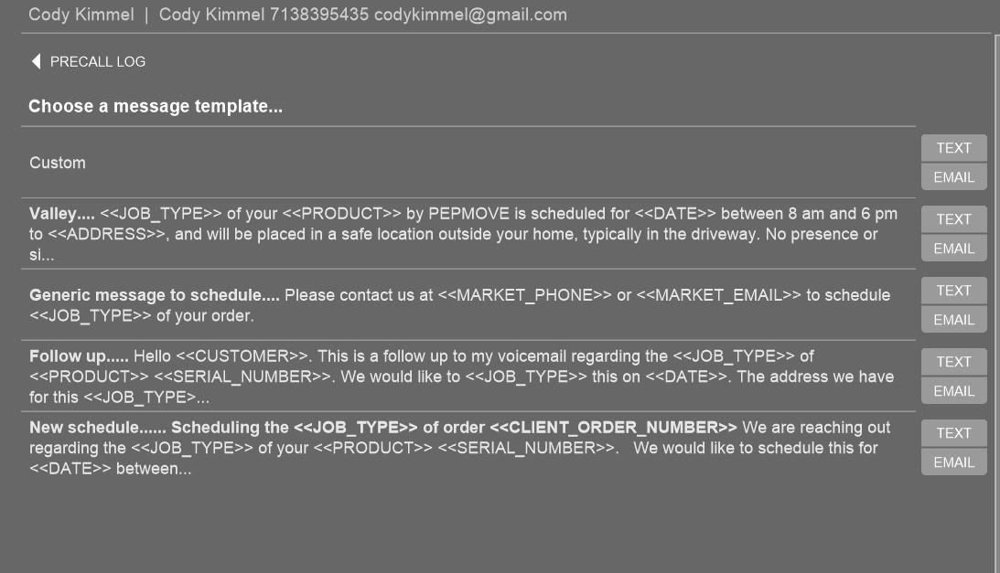 Cody Kimmel | Cody Kimmel 7138395435 codykimmel@gmail.com
PRECALL LOG
Choose a message template...
Custom
TEXT
EMAIL
Valley.... <<JOB_TYPE>> of your <<PRODUCT>> by PEPMOVE is scheduled for <<DATE>> between 8 am and 6 pm
to <<ADDRESS>>, and will be placed in a safe location outside your home, typically in the driveway. No presence or
si...
TEXT
EMAIL
Generic message to schedule.... Please contact us at <<MARKET_PHONE>> or <<MARKET_EMAIL>> to schedule
<<JOB_TYPE>> of your order.
TEXT
EMAIL
Follow up..... Hello <<CUSTOMER>>. This is a follow up to my voicemail regarding the <<JOB_TYPE>> of
<<PRODUCT>> <<SERIAL_NUMBER>>. We would like to <<JOB_TYPE>> this on <<DATE>>. The address we have
for this <<JOB_TYPE>...
TEXT
EMAIL
New schedule...... Scheduling the <<JOB_TYPE>> of order <<CLIENT_ORDER_NUMBER>> We are reaching out
regarding the <<JOB_TYPE>> of your <<PRODUCT>> <<SERIAL_NUMBER>>. We would like to schedule this for
<<DATE>> between...
TEXT
EMAIL